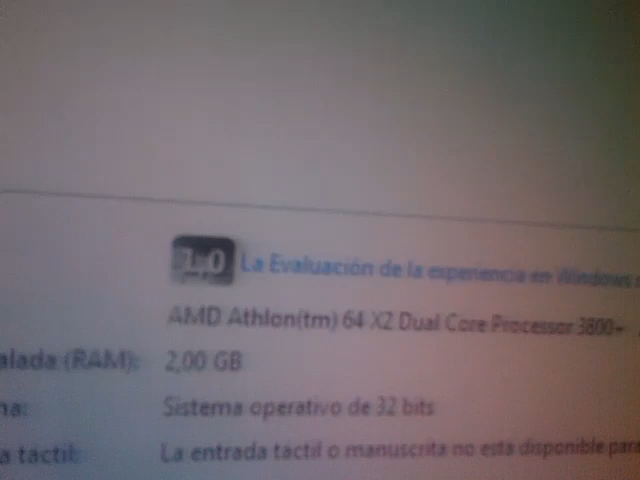 1,0 La Evaluación de la experiencia en Windows
AMD Athlon(tm) 64 X2 Dual Core Processor 3800+
alada (RAM): 2,00 GB
na: Sistema operativo de 32 bits
a táctil: La entrada táctil o manuscrita no está disponible para